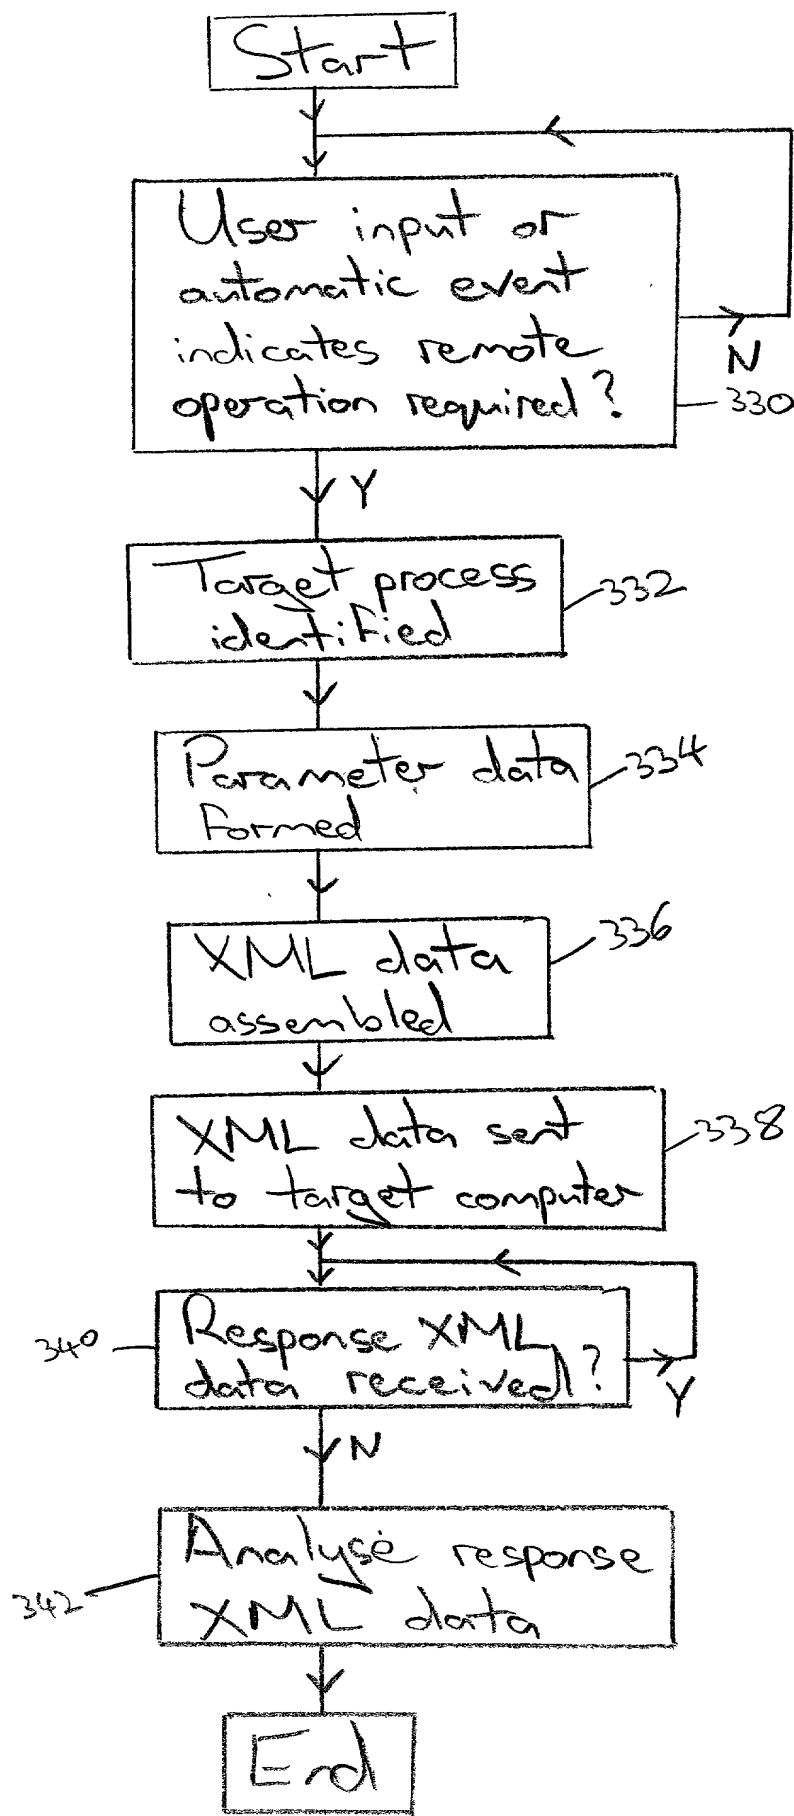 Start
User input or
automatic event
indicates remote
operation required?
N
330
Y
Target process
identified
332
Parameter data
formed
334
XML data
assembled
336
XML data sent
to target computer
338
Response XML
data received?
340
Y
N
Analyse response
XML data
342
End